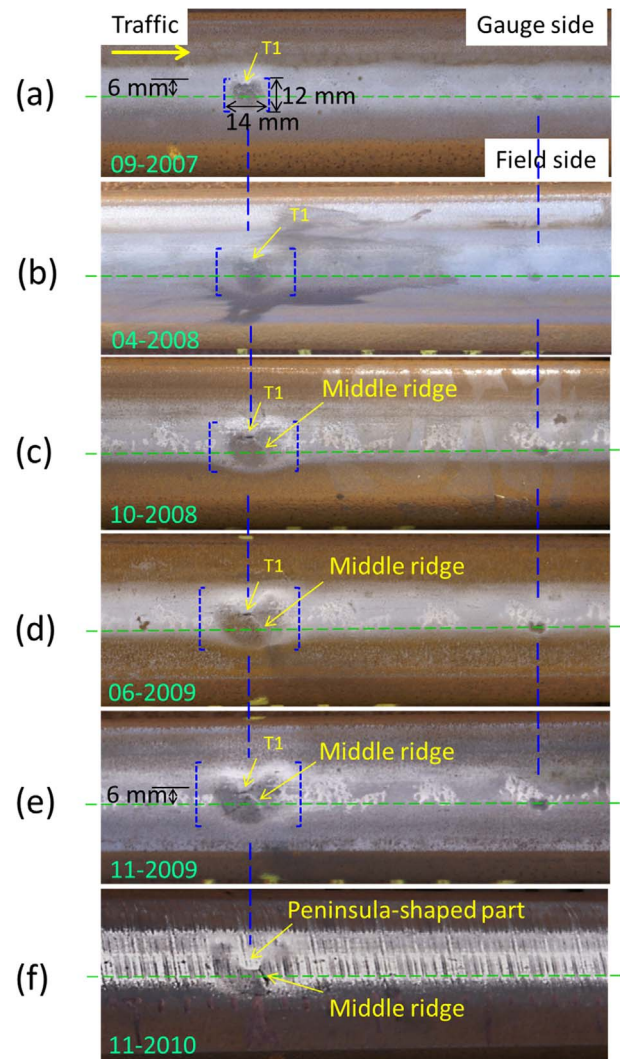 Traffic
Gauge side
T1
(a)
6 mm
12 mm
14 mm
09-2007
Field side
T1
(b)
04-2008
Middle ridge
T1
(c)
10-2008
T1
Middle ridge
(d)
06-2009
T1
Middle ridge
(e)
6 mm
11-2009
Peninsula-shaped part
(f)
Middle ridge
11-2010